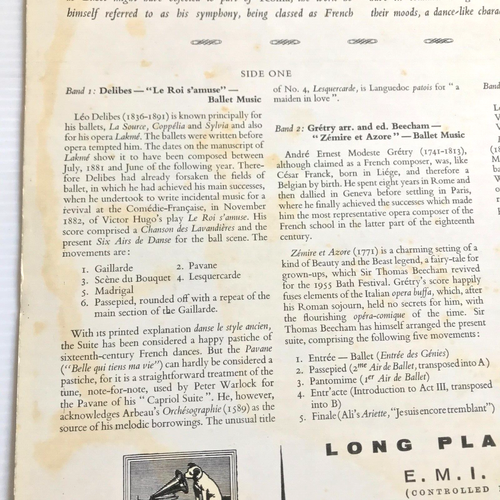 himself referred to as his symphony, being classed as French
their moods, a dance-like
SIDE ONE
Band 1: Delibes — "Le Roi s'amuse" —
Ballet Music
Léo Delibes (1836-1891) is known principally for
his ballets, La Source, Coppélia and Sylvia and also
for his opera Lakmé. The ballets were written before
opera tempted him. The dates on the manuscript of
Lakmé show it to have been composed between
July, 1881 and June of the following year. There-
fore Delibes had already forsaken the fields of
ballet, in which he had achieved his main successes,
when he undertook to write incidental music for a
revival at the Comédie-Française, in November
1882, of Victor Hugo's play Le Roi s'amuse. His
score comprised a Chanson des Lavandières and the
present Six Airs de Danse for the ball scene. The
movements are:
1. Gaillarde 2. Pavane
3. Scène du Bouquet 4. Lesquercarde
5. Madrigal
6. Passepied, rounded off with a repeat of the
main section of the Gaillarde.
With its printed explanation danse le style ancien,
the Suite has been considered a happy pastiche of
sixteenth-century French dances. But the Pavane
("Belle qui tiens ma vie") can hardly be considered a
pastiche, for it is a straightforward treatment of the
tune, note-for-note, used by Peter Warlock for
the Pavane of his "Capriol Suite". He, however,
acknowledges Arbeau's Orchésographie (1589) as the
source of his melodic borrowings. The unusual title
of No. 4, Lesquercarde, is Languedoc patois for "a
maiden in love".
Band 2: Grétry arr. and ed. Beecham —
"Zémire et Azore" — Ballet Music
André Ernest Modeste Grétry (1741-1813),
although claimed as a French composer, was, like
César Franck, born in Liége, and therefore a
Belgian by birth. He spent eight years in Rome and
then dallied in Geneva before settling in Paris,
where he finally achieved the successes which made
him the most representative opera composer of the
French school in the latter part of the eighteenth
century.
Zémire et Azore (1771) is a charming setting of a
kind of Beauty and the Beast legend, a fairy-tale for
grown-ups, which Sir Thomas Beecham revived
for the 1955 Bath Festival. Grétry's score happily
fuses elements of the Italian opera buffa, which, after
his Roman sojourn, held no secrets for him, with
the flourishing opéra-comique of the time. Sir
Thomas Beecham has himself arranged the present
suite, comprising the following five movements:
1. Entrée — Ballet (Entrée des Génies)
2. Passepied (2me Air de Ballet, transposed into A)
3. Pantomime (1er Air de Ballet)
4. Entr'acte (Introduction to Act III, transposed
into B)
5. Finale (Ali's Ariette, "Je suis encore tremblant")
LONG PLA
E. M. I.
(CONTROLLED